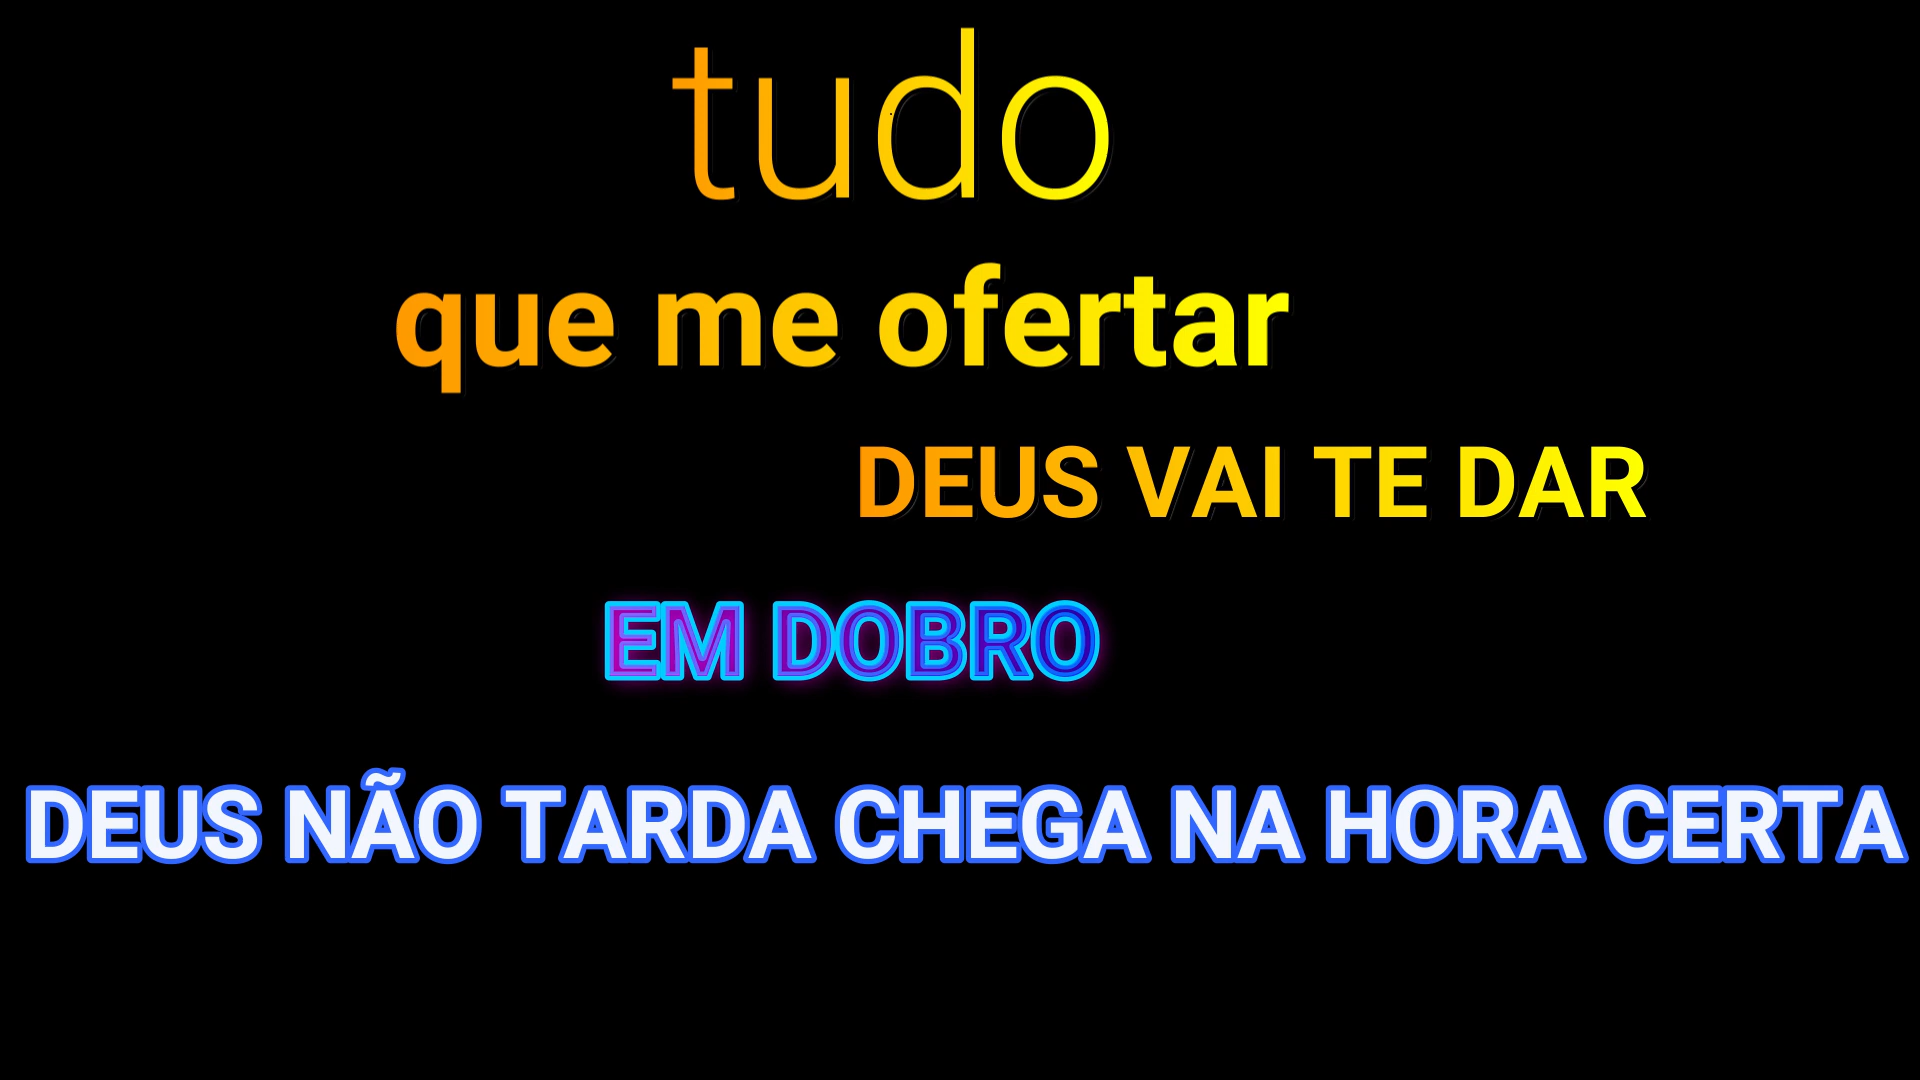 tudo
que me ofertar
DEUS VAI TE DAR
EM DOBRO
DEUS NÃO TARDA CHEGA NA HORA CERTA